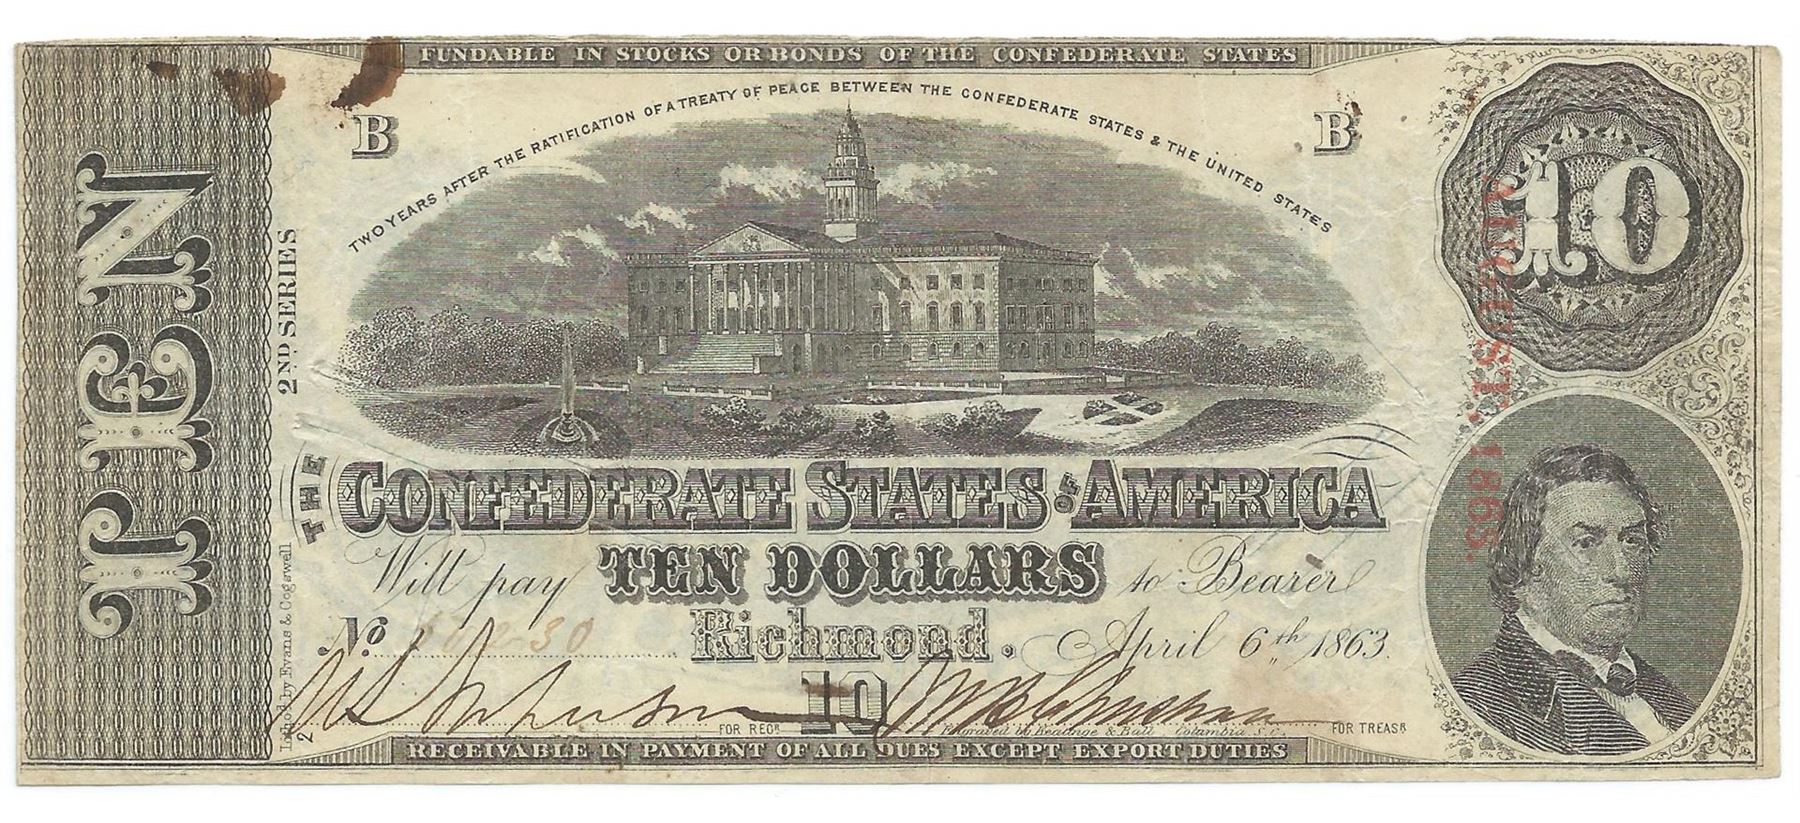 FUNDABLE IN STOCKS OR BONDS OF THE CONFEDERATE STATES
TWO YEARS AFTER THE RATIFICATION OF A TREATY OF PEACE BETWEEN THE CONFEDERATE STATES & THE UNITED STATES
B
B
10
TEN
2ND SERIES
AUGUST, 1865.
THE CONFEDERATE STATES OF AMERICA
Will pay TEN DOLLARS to Bearer
No. Richmond. April 6th 1863.
10
FOR REGR
FOR TREASR
Engraved by Keatinge & Ball Columbia S.C.
Lithog'd by Evans & Cogswell
2
RECEIVABLE IN PAYMENT OF ALL DUES EXCEPT EXPORT DUTIES